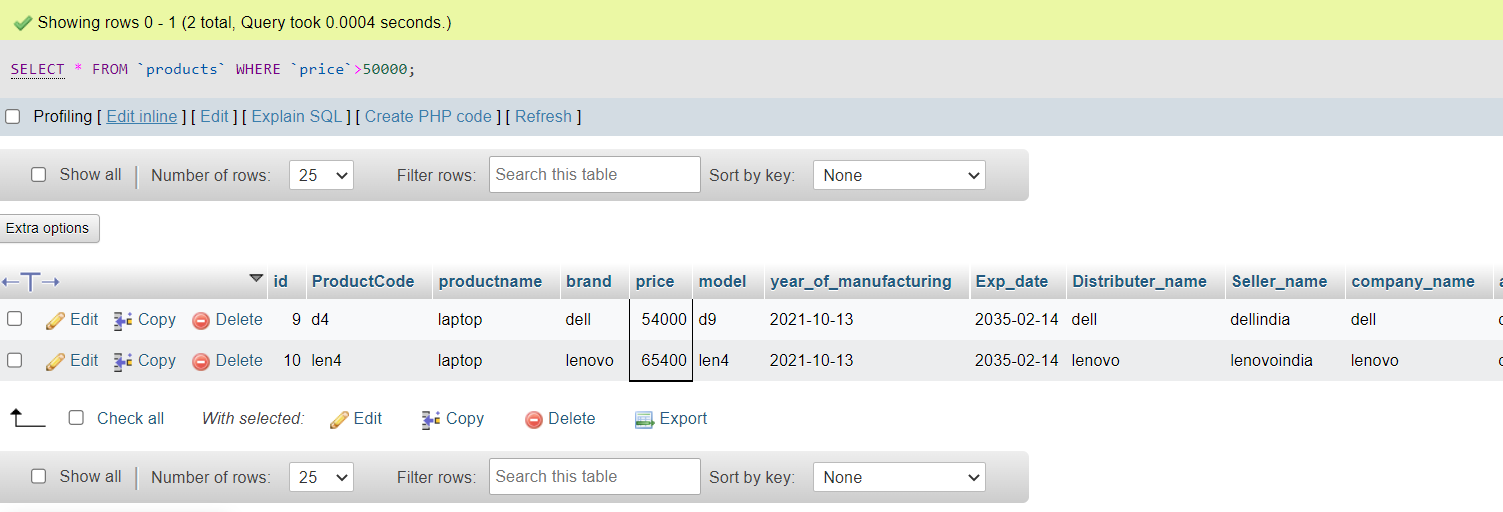 Showing rows 0 - 1 (2 total, Query took 0.0004 seconds.)
SELECT * FROM `products` WHERE `price`>50000;
Profiling [ Edit inline ] [ Edit ] [ Explain SQL ] [ Create PHP code ] [ Refresh ]
Show all Number of rows: 25 Filter rows: Search this table Sort by key: None
Extra options
id ProductCode productname brand price model year_of_manufacturing Exp_date Distributer_name Seller_name company_name
Edit Copy Delete 9 d4 laptop dell 54000 d9 2021-10-13 2035-02-14 dell dellindia dell
Edit Copy Delete 10 len4 laptop lenovo 65400 len4 2021-10-13 2035-02-14 lenovo lenovoindia lenovo
Check all With selected: Edit Copy Delete Export
Show all Number of rows: 25 Filter rows: Search this table Sort by key: None